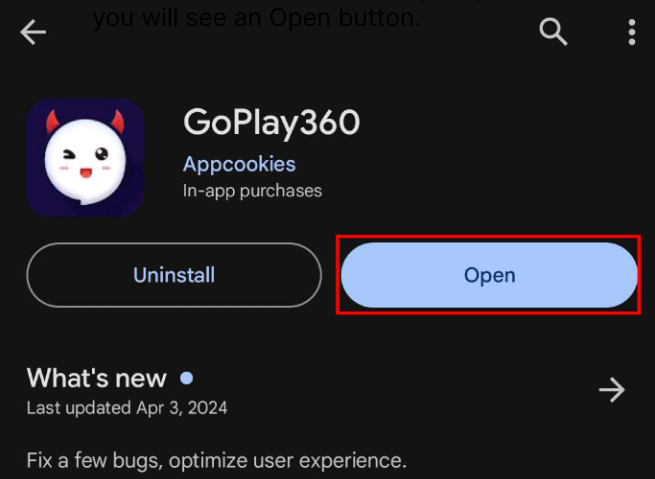 you will see an Open button.
GoPlay360
Appcookies
In-app purchases
Uninstall
Open
What's new
Last updated Apr 3, 2024
Fix a few bugs, optimize user experience.